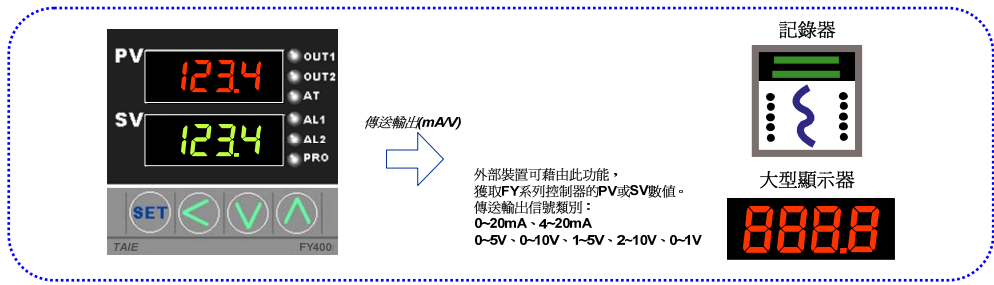 PV
123.4
OUT1
OUT2
AT
SV
123.4
AL1
AL2
PRO
SET
TAIE
FY400
傳送輸出(mA/V)
外部裝置可藉由此功能，
獲取FY系列控制器的PV或SV數值。
傳送輸出信號類別：
0~20mA、4~20mA
0~5V、0~10V、1~5V、2~10V、0~1V
記錄器
大型顯示器
888.8